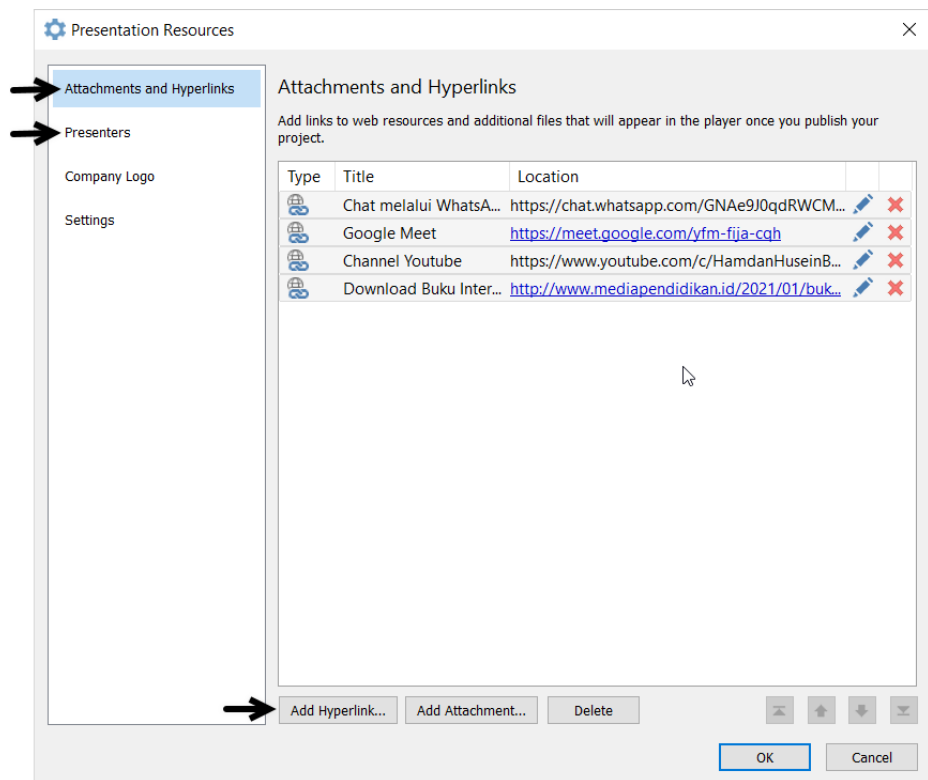 Presentation Resources
Attachments and Hyperlinks
Presenters
Company Logo
Settings
Attachments and Hyperlinks
Add links to web resources and additional files that will appear in the player once you publish your
project.
Type Title Location
Chat melalui WhatsA... https://chat.whatsapp.com/GNAe9J0qdRWCM...
Google Meet https://meet.google.com/yfm-fija-cqh
Channel Youtube https://www.youtube.com/c/HamdanHuseinB...
Download Buku Inter... http://www.mediapendidikan.id/2021/01/buk...
Add Hyperlink... Add Attachment... Delete
OK Cancel